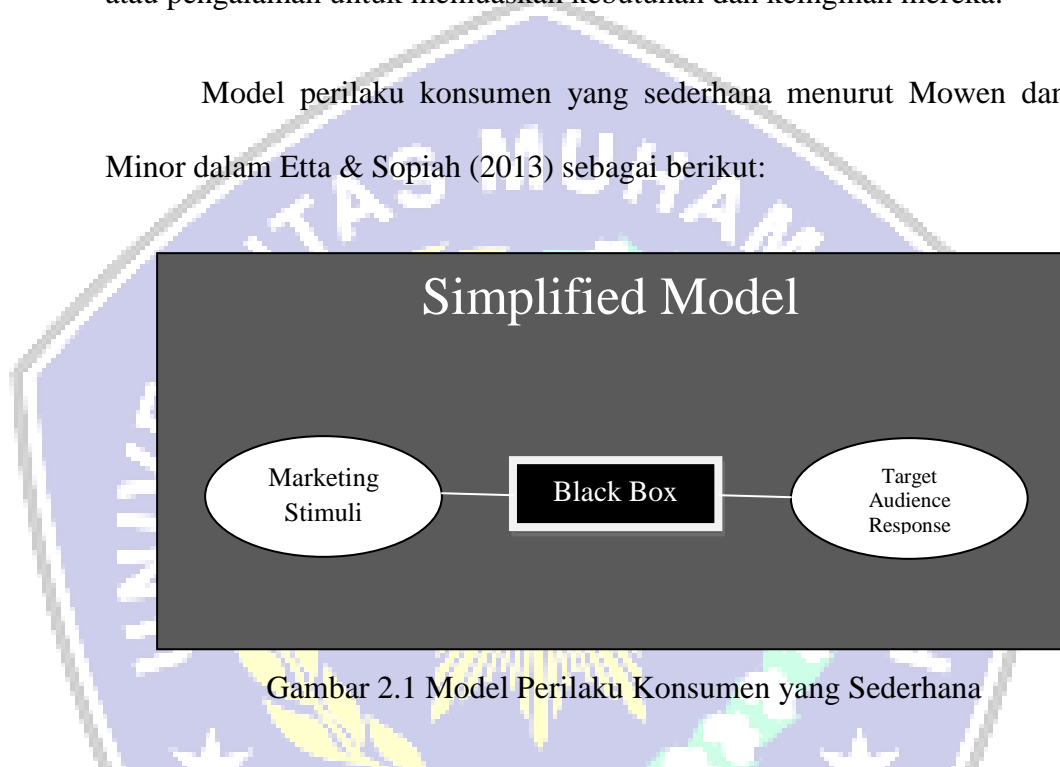 atau pengalaman untuk memuaskan kebutuhan dan keinginan mereka.
Model perilaku konsumen yang sederhana menurut Mowen dan
Minor dalam Etta & Sopiah (2013) sebagai berikut:
Simplified Model
Marketing
Stimuli
Black Box
Target
Audience
Response
Gambar 2.1 Model Perilaku Konsumen yang Sederhana